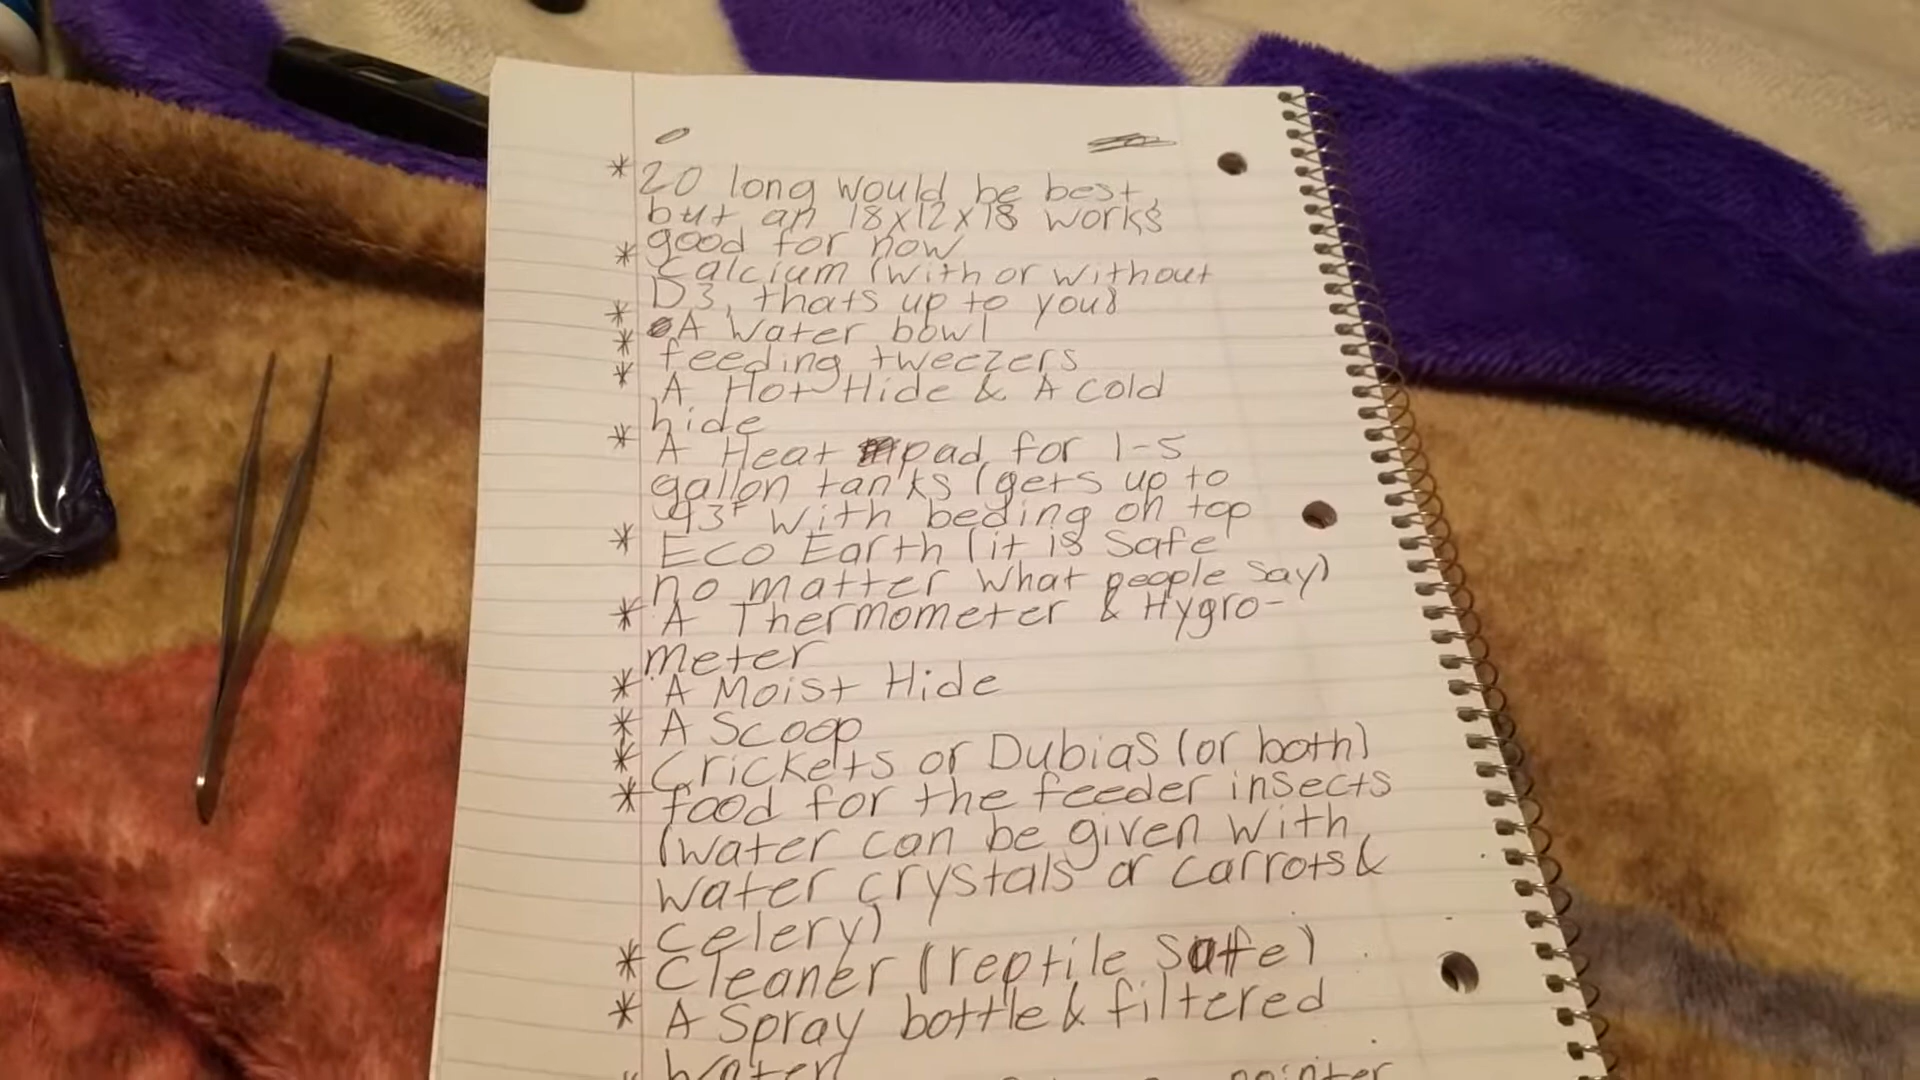 * 20 long would be best,
but an 18x12x18 works
good for now
* Calcium (with or without
D3, thats up to you)
* A Water bowl
* feeding tweezers
* A Hot Hide & A cold
hide
* A Heat pad for 1-5
gallon tanks (gets up to
93F with beding on top
* Eco Earth (it is safe
no matter what people say)
* A Thermometer & Hygro-
meter
* A Moist Hide
* A Scoop
* Crickets or Dubias (or both)
* food for the feeder insects
(water can be given with
water crystals or carrots &
celery)
* Cleaner (reptile safe)
* A Spray bottle & filtered
water
* pointer